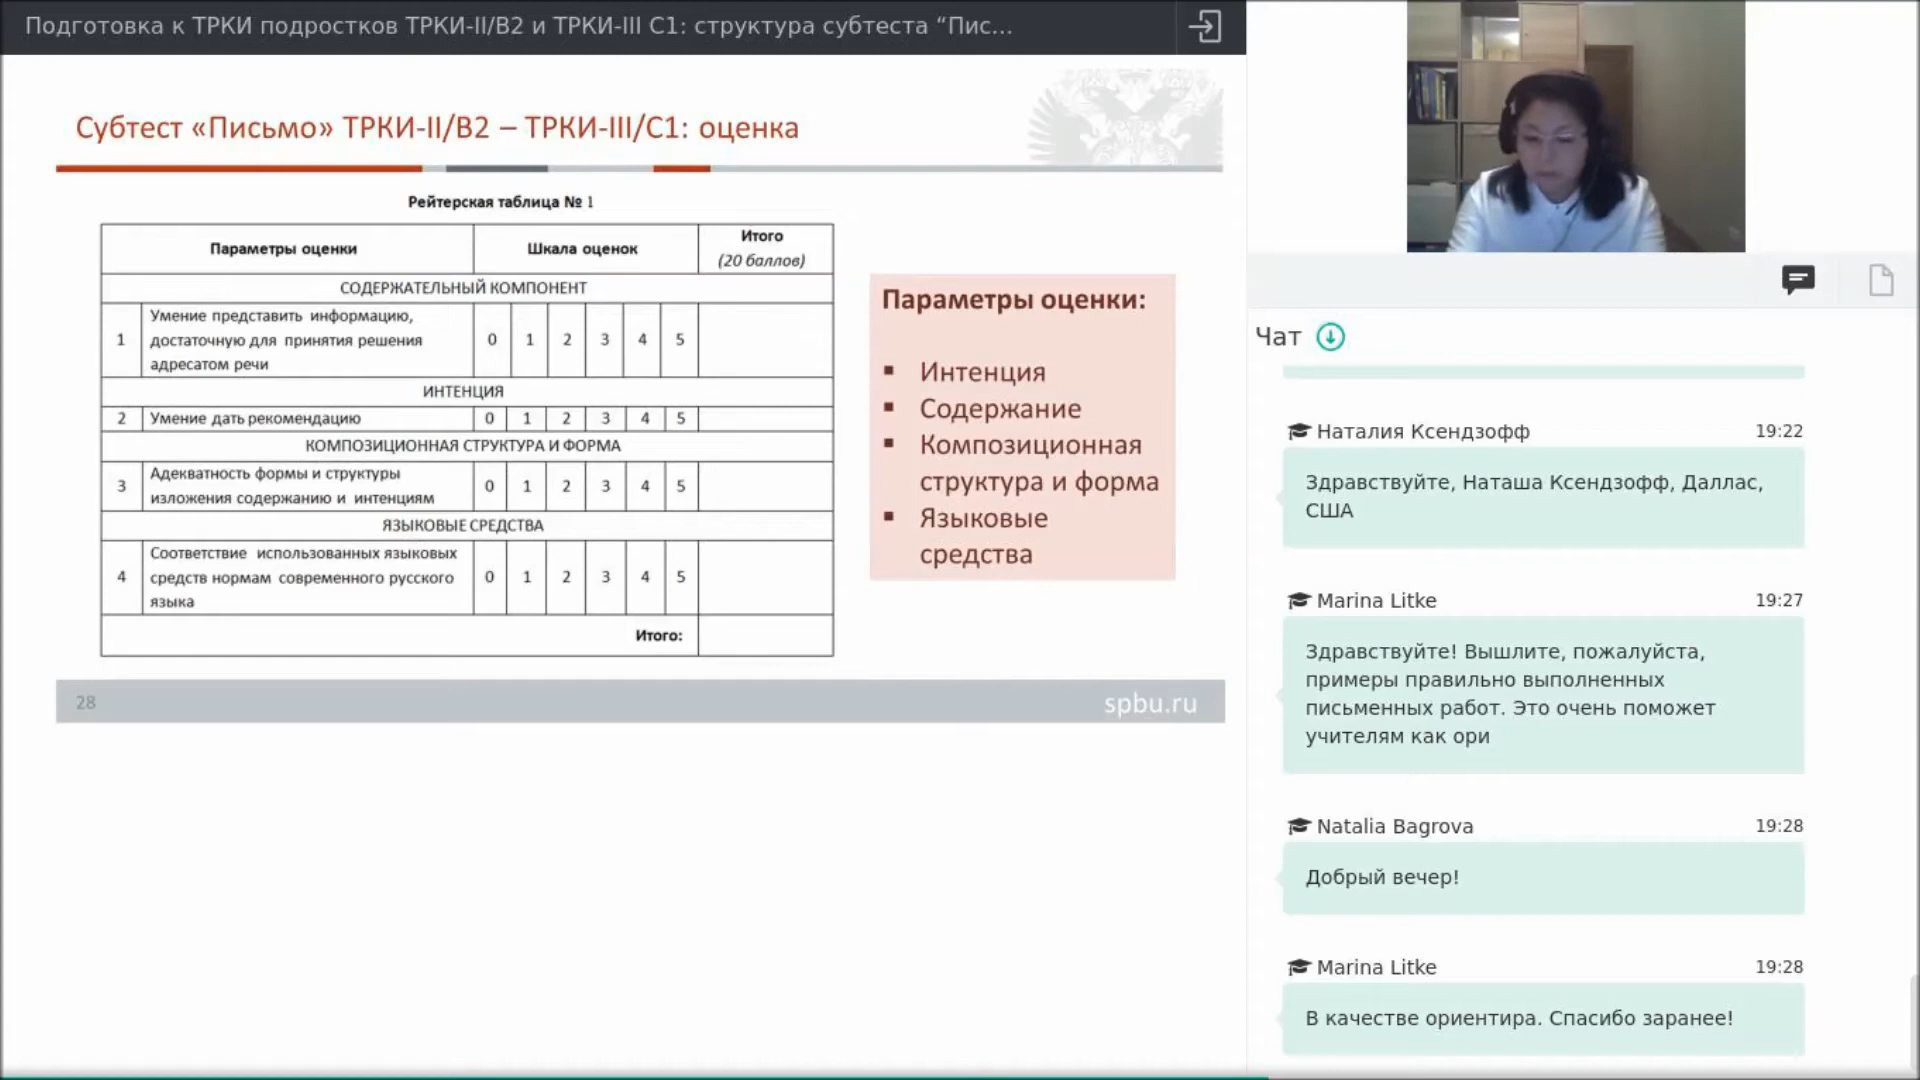 Подготовка к ТРКИ подростков ТРКИ-II/В2 и ТРКИ-III С1: структура субтеста “Пис...
Субтест «Письмо» ТРКИ-II/В2 – ТРКИ-III/С1: оценка
Рейтерская таблица № 1
Параметры оценки Шкала оценок Итого
(20 баллов)
СОДЕРЖАТЕЛЬНЫЙ КОМПОНЕНТ
1 Умение представить информацию,
достаточную для принятия решения
адресатом речи
0 1 2 3 4 5
ИНТЕНЦИЯ
2 Умение дать рекомендацию 0 1 2 3 4 5
КОМПОЗИЦИОННАЯ СТРУКТУРА И ФОРМА
3 Адекватность формы и структуры
изложения содержанию и интенциям
0 1 2 3 4 5
ЯЗЫКОВЫЕ СРЕДСТВА
4 Соответствие использованных языковых
средств нормам современного русского
языка
0 1 2 3 4 5
Итого:
Параметры оценки:
▪ Интенция
▪ Содержание
▪ Композиционная
структура и форма
▪ Языковые
средства
28
spbu.ru
Чат
Наталия Ксендзофф 19:22
Здравствуйте, Наташа Ксендзофф, Даллас,
США
Marina Litke 19:27
Здравствуйте! Вышлите, пожалуйста,
примеры правильно выполненных
письменных работ. Это очень поможет
учителям как ори
Natalia Bagrova 19:28
Добрый вечер!
Marina Litke 19:28
В качестве ориентира. Спасибо заранее!